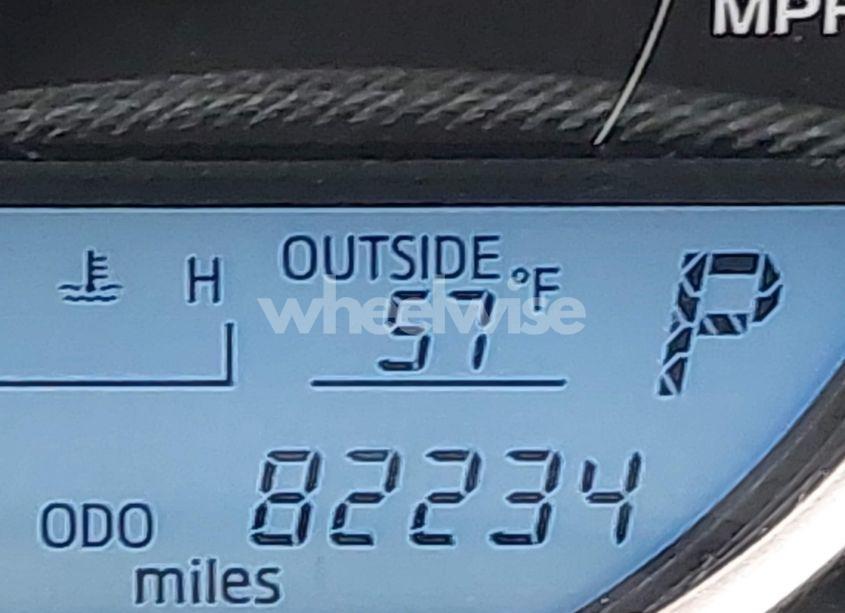 MPH
H OUTSIDE °F P
57
wheelwise
ODO 82234
miles